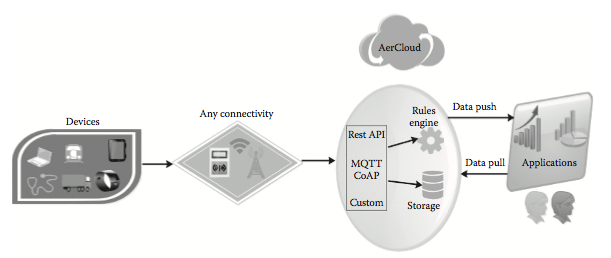 AerCloud
Devices
Any connectivity
Rest API
MQTT
CoAP
Custom
Rules
engine
Storage
Data push
Data pull
Applications